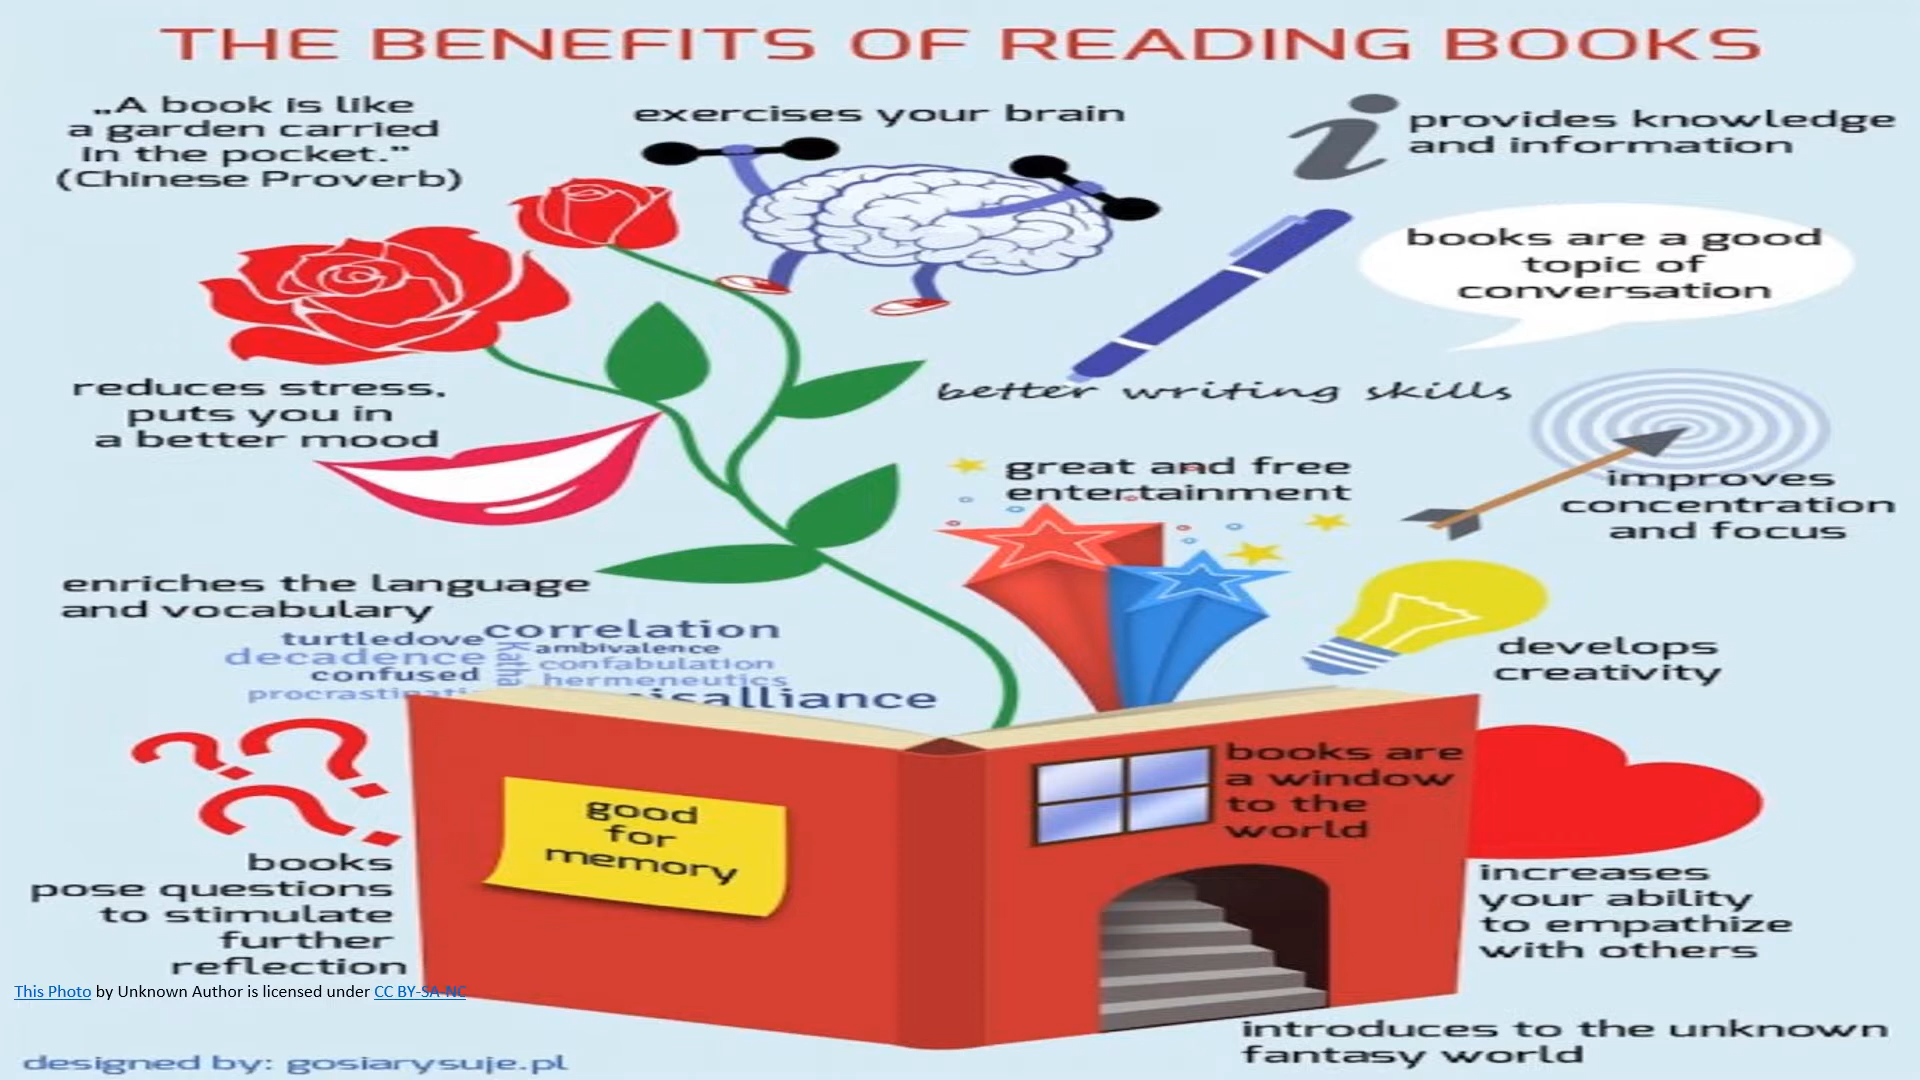 THE BENEFITS OF READING BOOKS
„A book is like
a garden carried
in the pocket.”
(Chinese Proverb)
exercises your brain
provides knowledge
and information
books are a good
topic of
conversation
reduces stress,
puts you in
a better mood
better writing skills
great and free
entertainment
improves
concentration
and focus
enriches the language
and vocabulary
turtledove
correlation
decadence
ambivalence
confabulation
confused
hermeneutics
develops
creativity
books
pose questions
to stimulate
further
reflection
good
for
memory
books are
a window
to the
world
increases
your ability
to empathize
with others
introduces to the unknown
fantasy world
This Photo by Unknown Author is licensed under CC BY-SA-NC
designed by: gosiarysuje.pl